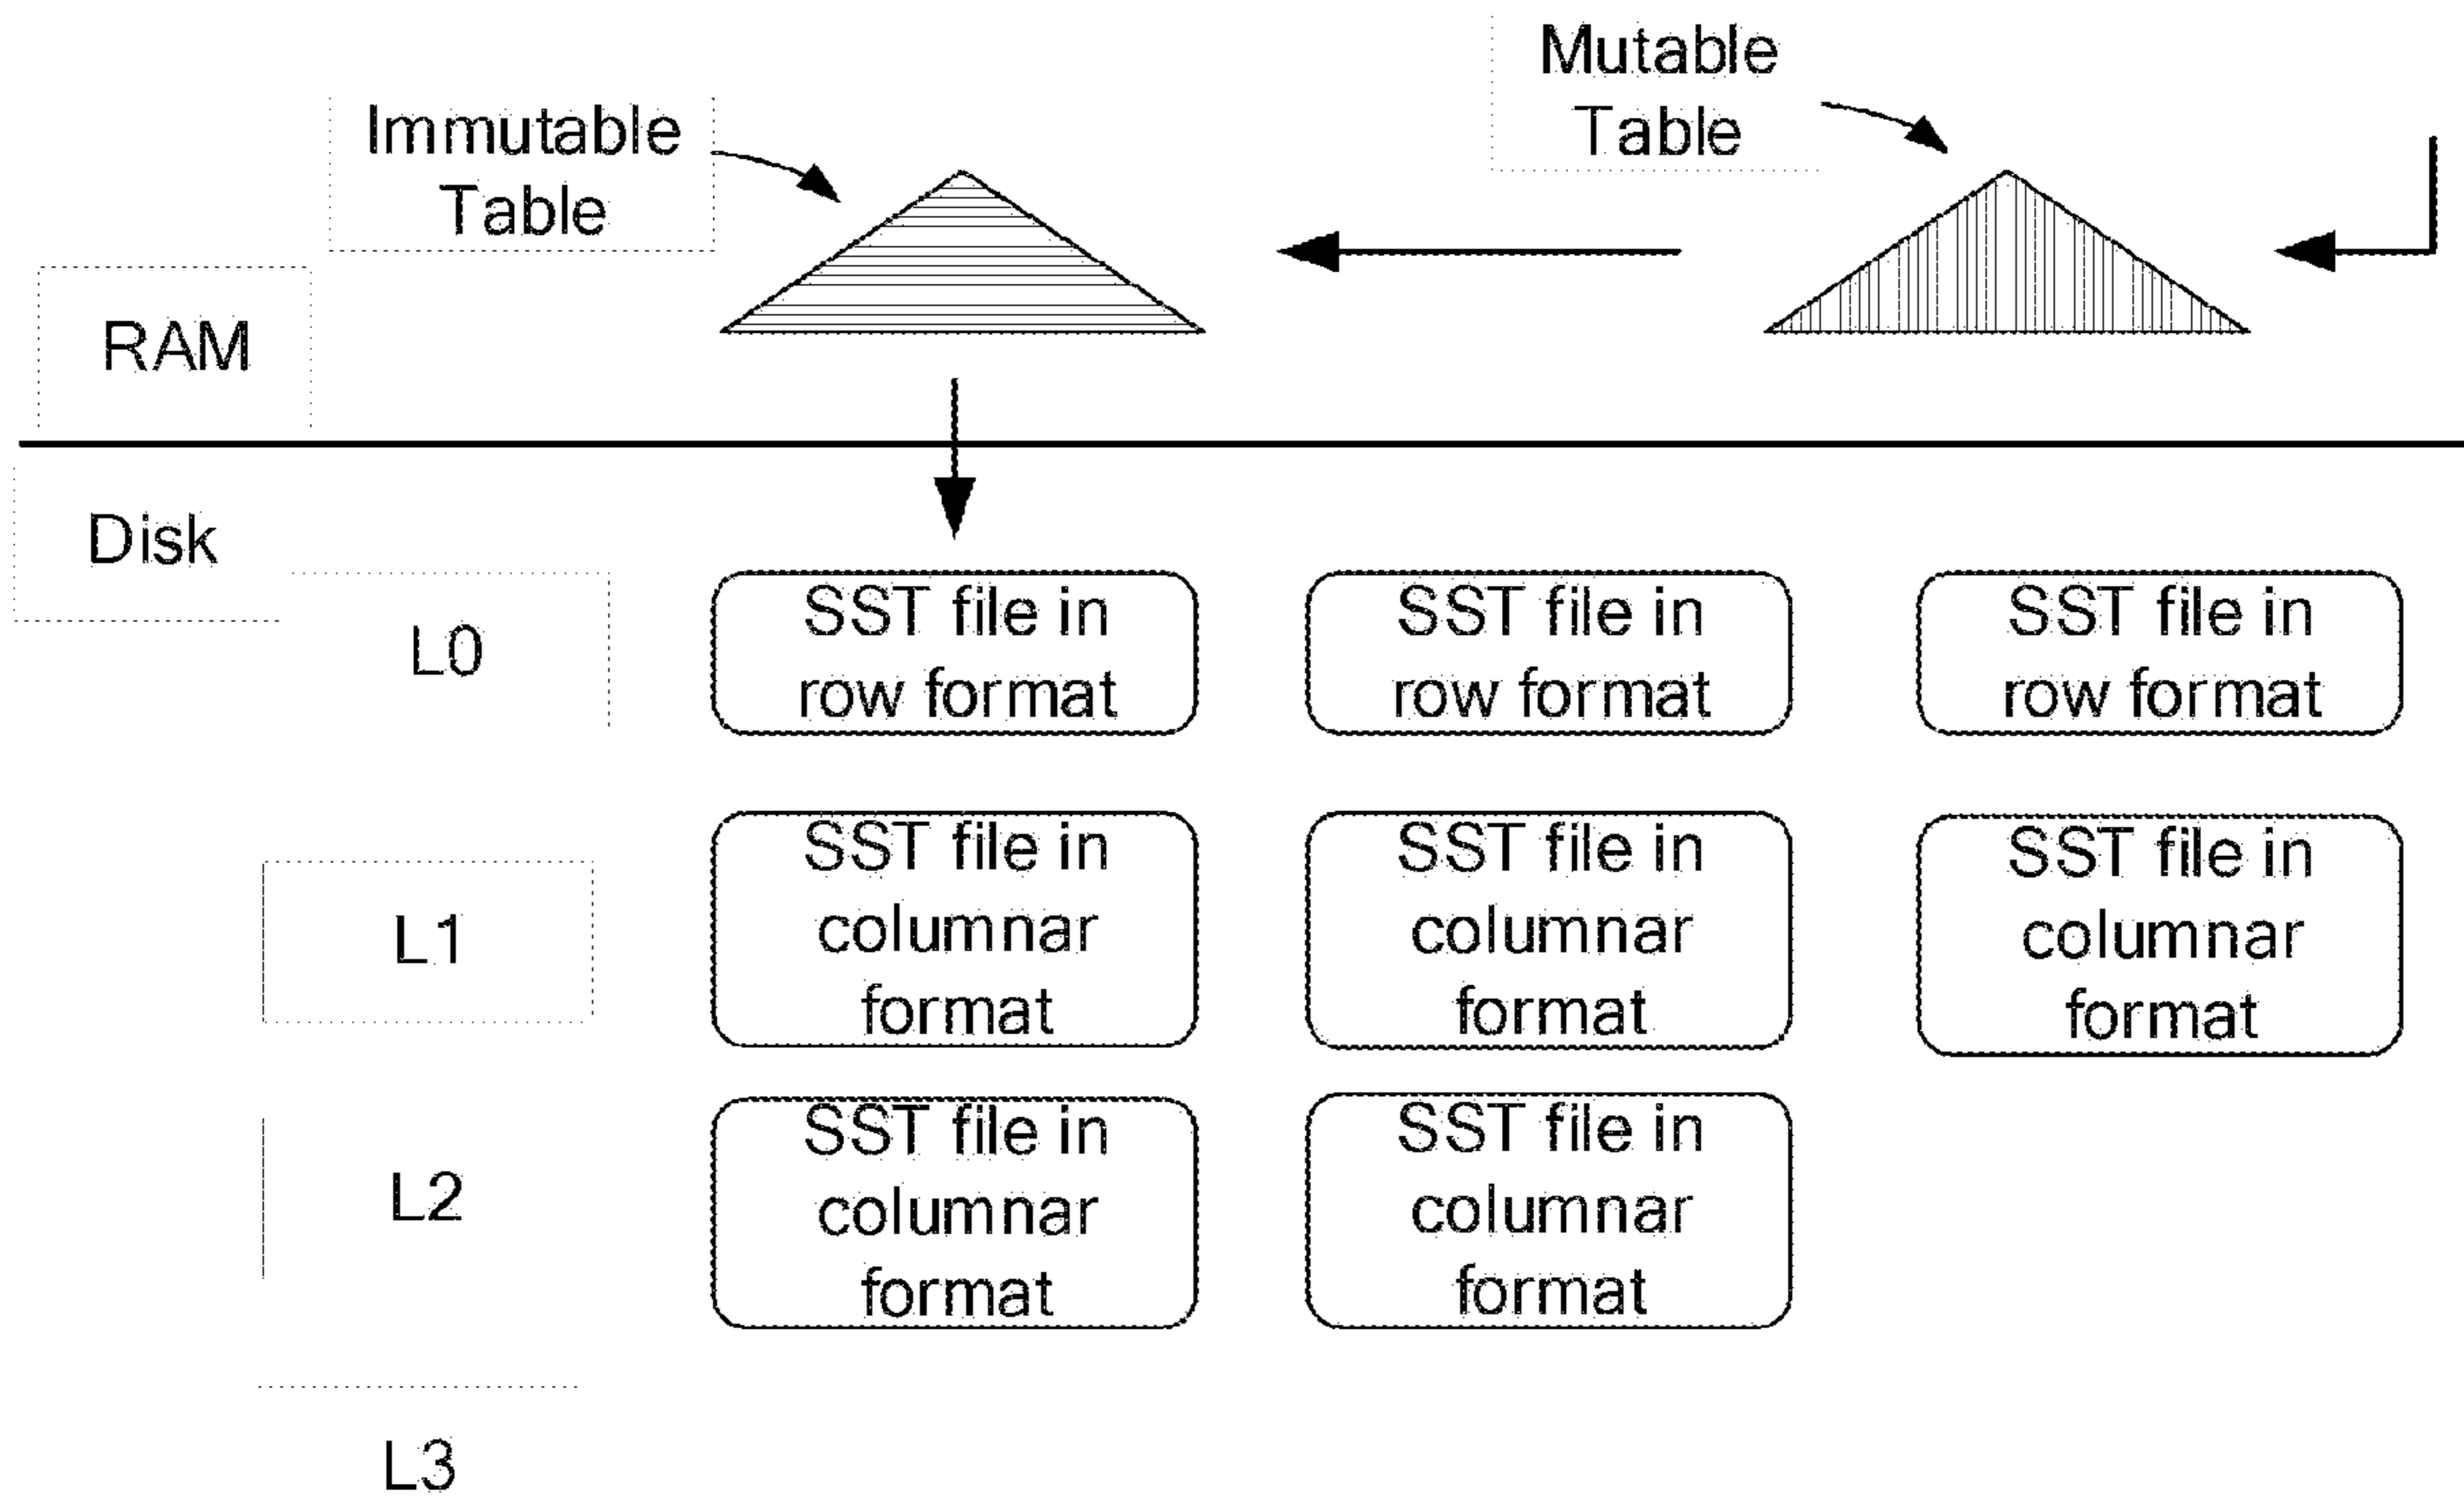 Mutable
Table
Immutable
Table
RAM
Disk
L0
SST file in
row format
SST file in
row format
SST file in
row format
L1
SST file in
columnar
format
SST file in
columnar
format
SST file in
columnar
format
L2
SST file in
columnar
format
SST file in
columnar
format
L3